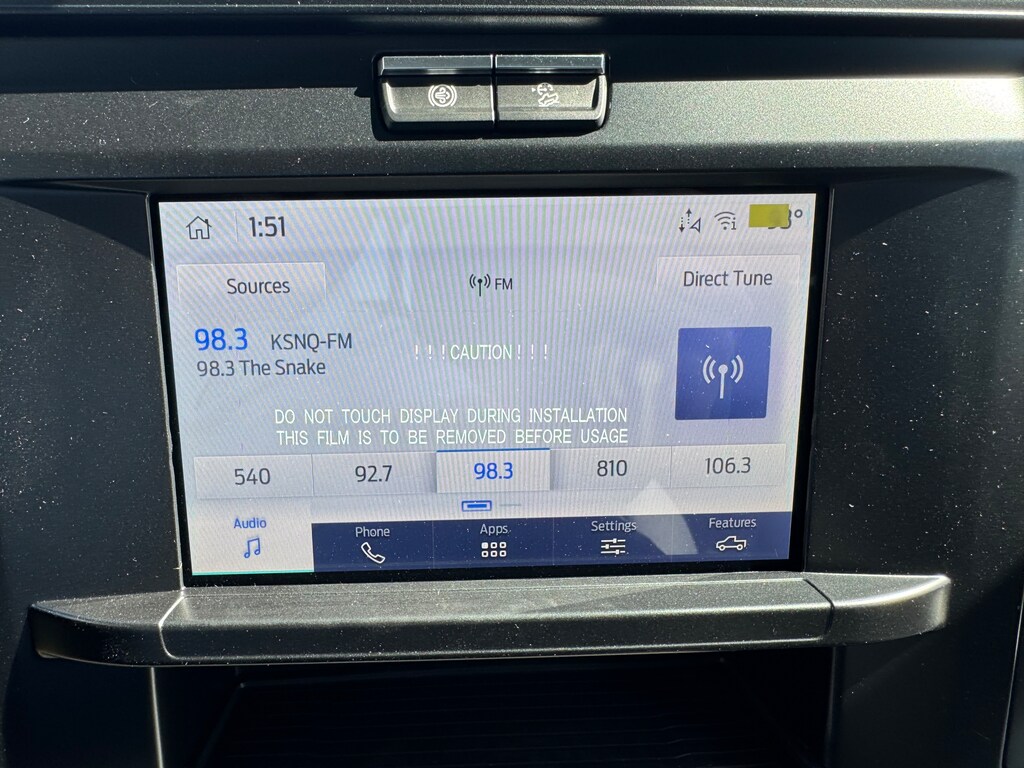 1:51
Sources
FM
Direct Tune
98.3 KSNQ-FM
98.3 The Snake
! ! ! CAUTION ! ! !
DO NOT TOUCH DISPLAY DURING INSTALLATION
THIS FILM IS TO BE REMOVED BEFORE USAGE
540 92.7 98.3 810 106.3
Audio Phone Apps Settings Features